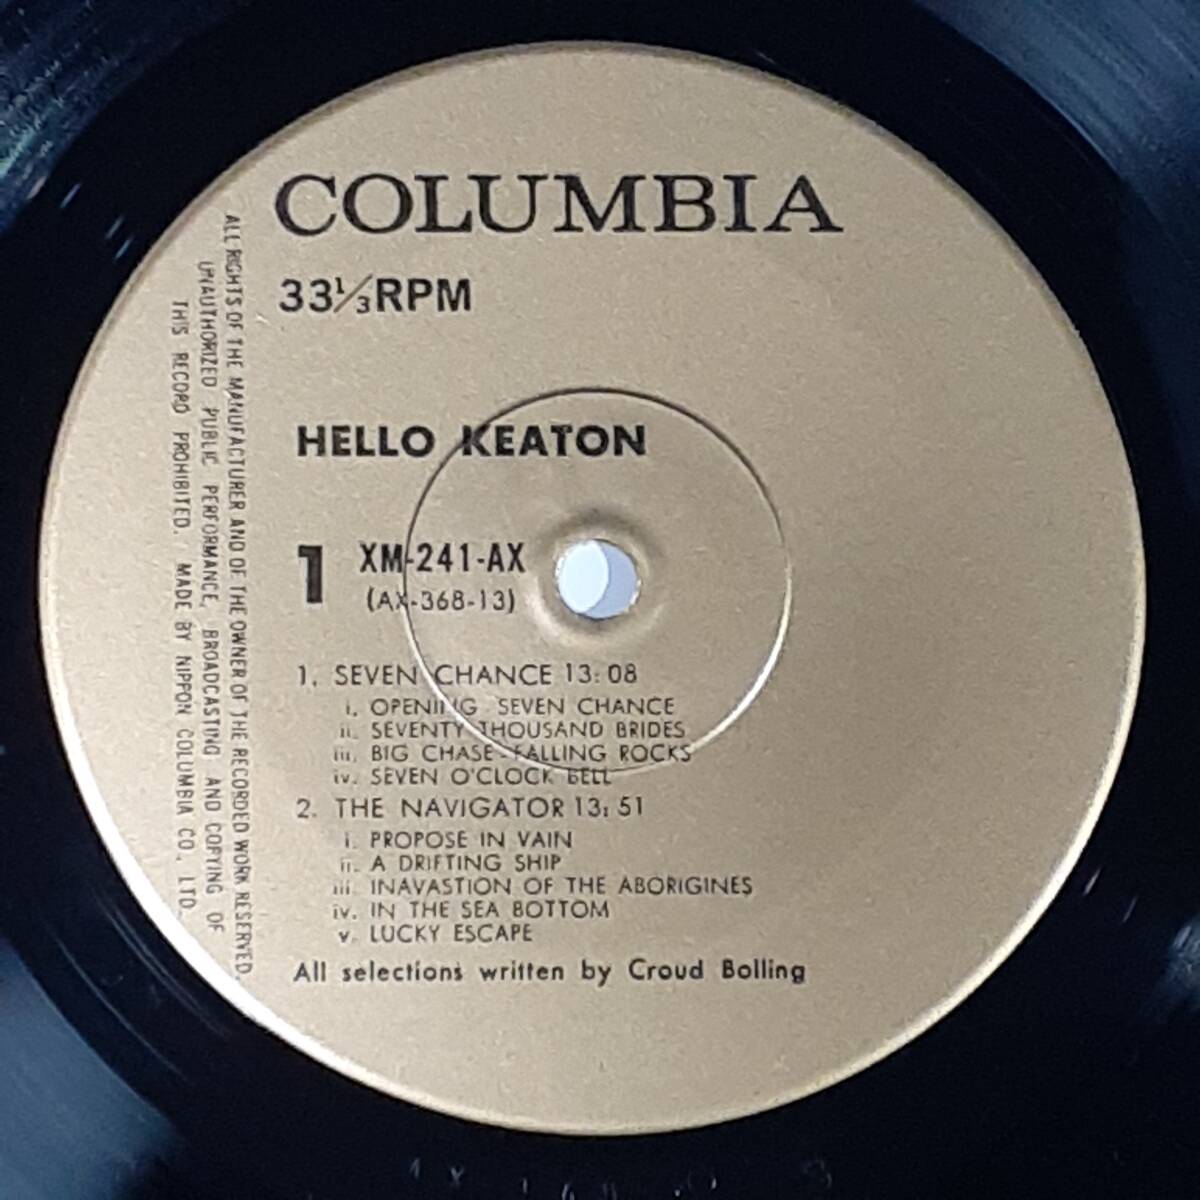 COLUMBIA
33 1/3 RPM
HELLO KEATON
1 XM-241-AX
(AX-368-13)
1. SEVEN CHANCE 13:08
i. OPENING SEVEN CHANCE
ii. SEVENTY THOUSAND BRIDES
iii. BIG CHASE-FALLING ROCKS
iv. SEVEN O'CLOCK BELL
2. THE NAVIGATOR 13:51
i. PROPOSE IN VAIN
ii. A DRIFTING SHIP
iii. INAVASTION OF THE ABORIGINES
iv. IN THE SEA BOTTOM
v. LUCKY ESCAPE
All selections written by Croud Bolling
ALL RIGHTS OF THE MANUFACTURER AND OF THE OWNER OF THE RECORDED WORK RESERVED.
UNAUTHORIZED PUBLIC PERFORMANCE, BROADCASTING AND COPYING OF
THIS RECORD PROHIBITED. MADE BY NIPPON COLUMBIA CO., LTD.